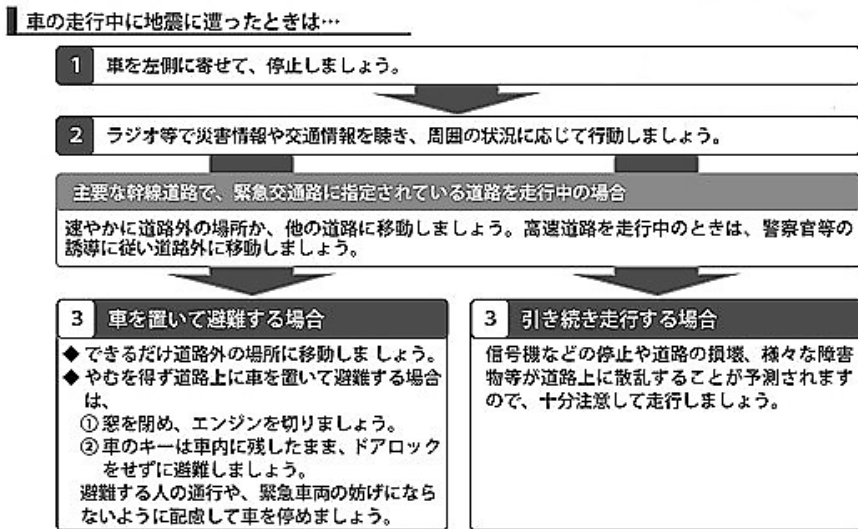 車の走行中に地震に遭ったときは…
1 車を左側に寄せて、停止しましょう。
2 ラジオ等で災害情報や交通情報を聴き、周囲の状況に応じて行動しましょう。
主要な幹線道路で、緊急交通路に指定されている道路を走行中の場合
速やかに道路外の場所か、他の道路に移動しましょう。高速道路を走行中のときは、警察官等の
誘導に従い道路外に移動しましょう。
3 車を置いて避難する場合
◆ できるだけ道路外の場所に移動しま しょう。
◆ やむを得ず道路上に車を置いて避難する場合
は、
①窓を閉め、エンジンを切りましょう。
②車のキーは車内に残したまま、ドアロック
をせずに避難しましょう。
避難する人の通行や、緊急車両の妨げになら
ないように配慮して車を停めましょう。
3 引き続き走行する場合
信号機などの停止や道路の損壊、様々な障害
物等が道路上に散乱することが予測されます
ので、十分注意して走行しましょう。